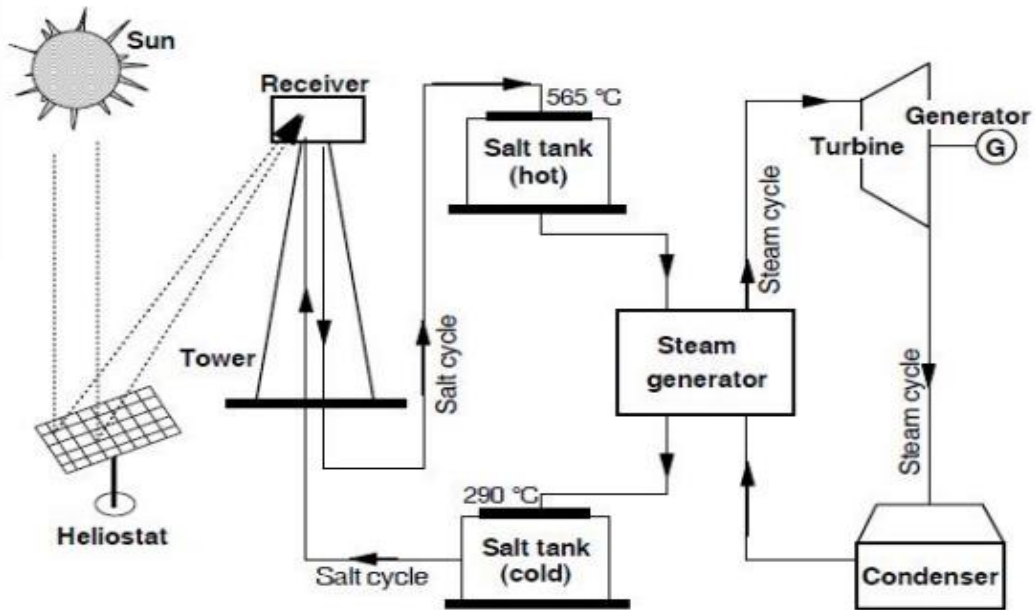 Sun
Receiver
565 °C
Salt tank
(hot)
Generator
G
Turbine
Steam cycle
Steam
generator
Tower
Salt cycle
Steam cycle
290 °C
Heliostat
Salt cycle
Salt tank
(cold)
Condenser